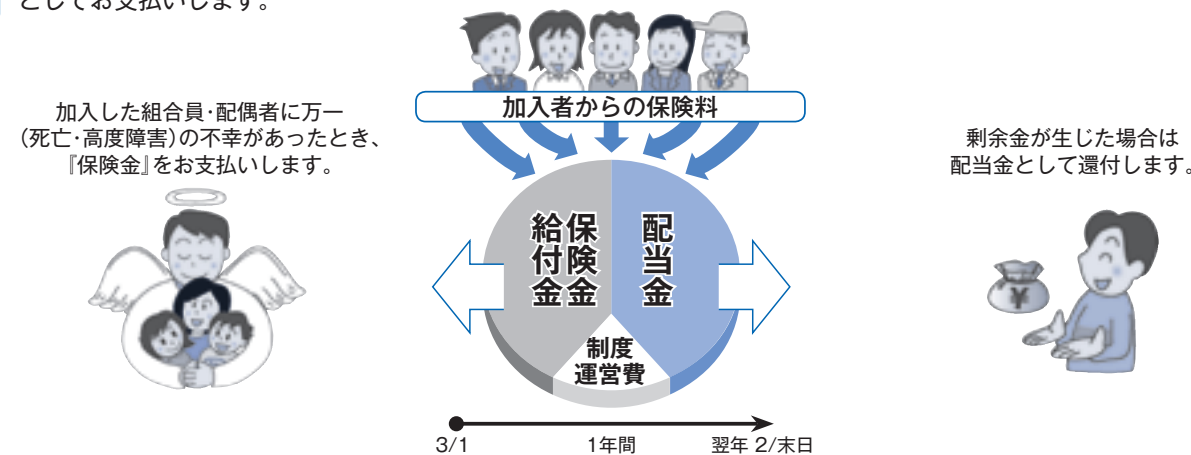 としてお支払いします。
加入者からの保険料
加入した組合員・配偶者に万一
（死亡・高度障害）の不幸があったとき、
『保険金』をお支払いします。
保険金
給付金
配当金
制度
運営費
剰余金が生じた場合は
配当金として還付します。
¥
3/1
1年間
翌年 2/末日